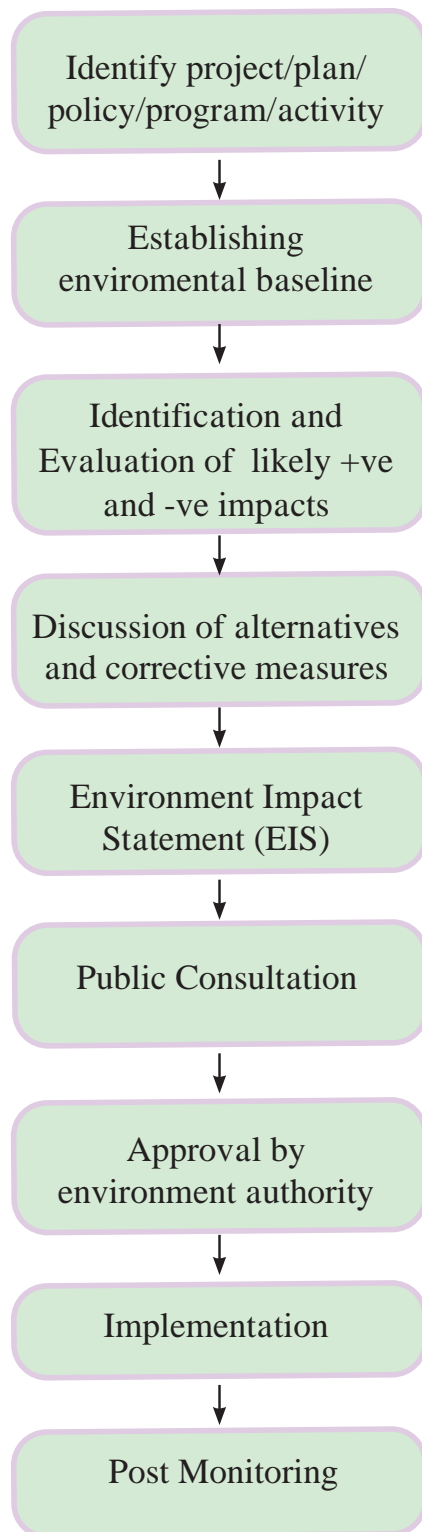 Identify project/plan/
policy/program/activity
Establishing
enviromental baseline
Identification and
Evaluation of likely +ve
and -ve impacts
Discussion of alternatives
and corrective measures
Environment Impact
Statement (EIS)
Public Consultation
Approval by
environment authority
Implementation
Post Monitoring